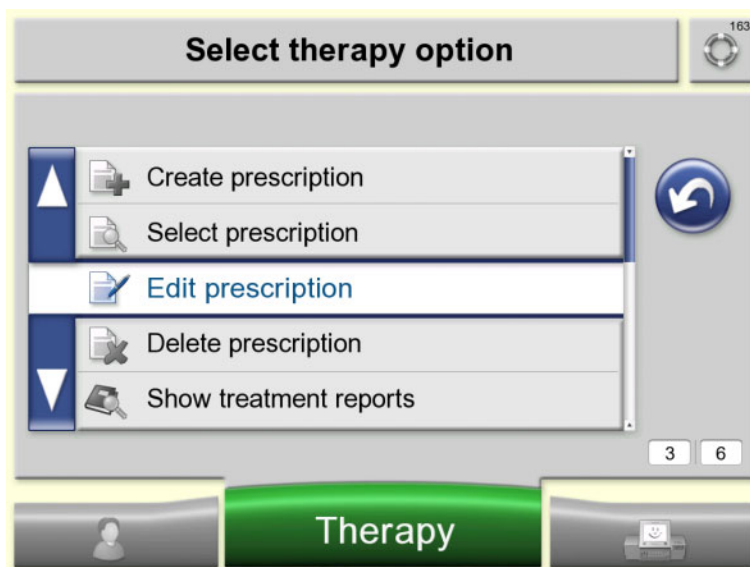 Select therapy option
163
Create prescription
Select prescription
Edit prescription
Delete prescription
Show treatment reports
3 6
Therapy